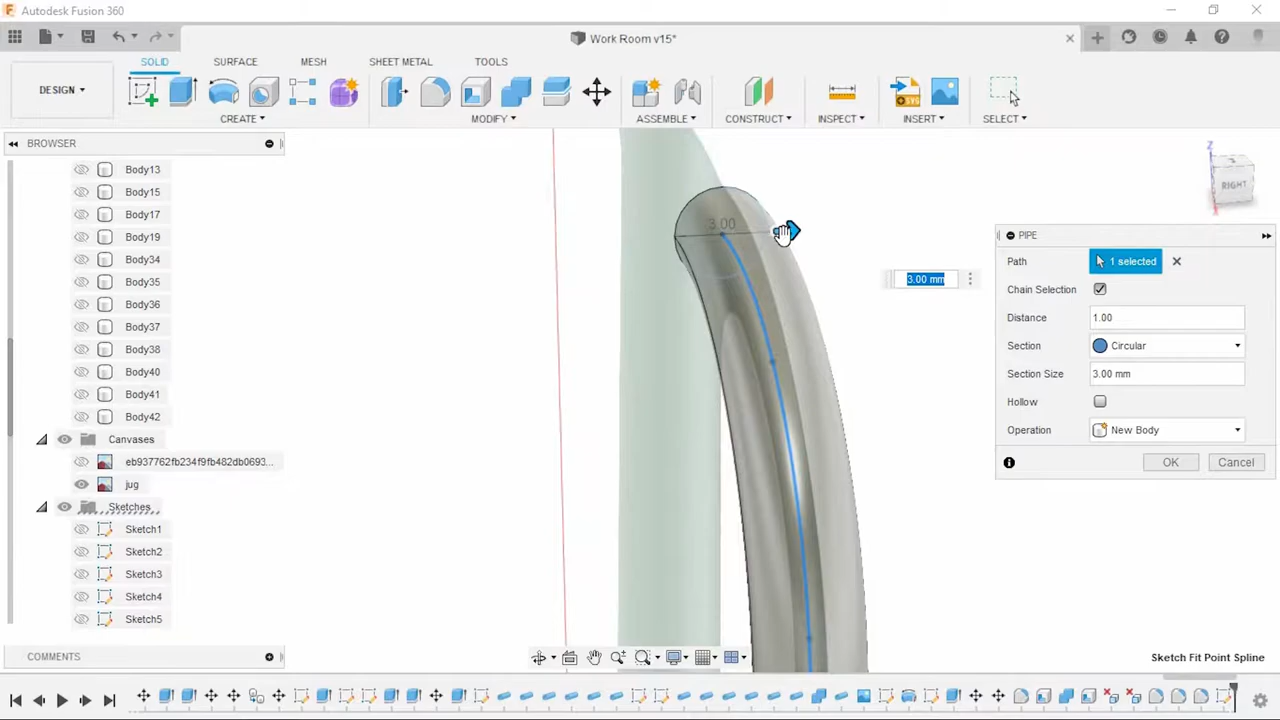 Autodesk Fusion 360
Work Room v15*
SOLID SURFACE MESH SHEET METAL TOOLS
DESIGN
CREATE MODIFY ASSEMBLE CONSTRUCT INSPECT INSERT SELECT
BROWSER
Body13
Body15
Body17
Body19
Body34
Body35
Body36
Body37
Body38
Body40
Body41
Body42
Canvases
eb937762fb234f9fb482db0693...
jug
Sketches
Sketch1
Sketch2
Sketch3
Sketch4
Sketch5
COMMENTS
3.00
3.00 mm
Z
RIGHT
PIPE
Path 1 selected
Chain Selection
Distance 1.00
Section Circular
Section Size 3.00 mm
Hollow
Operation New Body
OK Cancel
Sketch Fit Point Spline